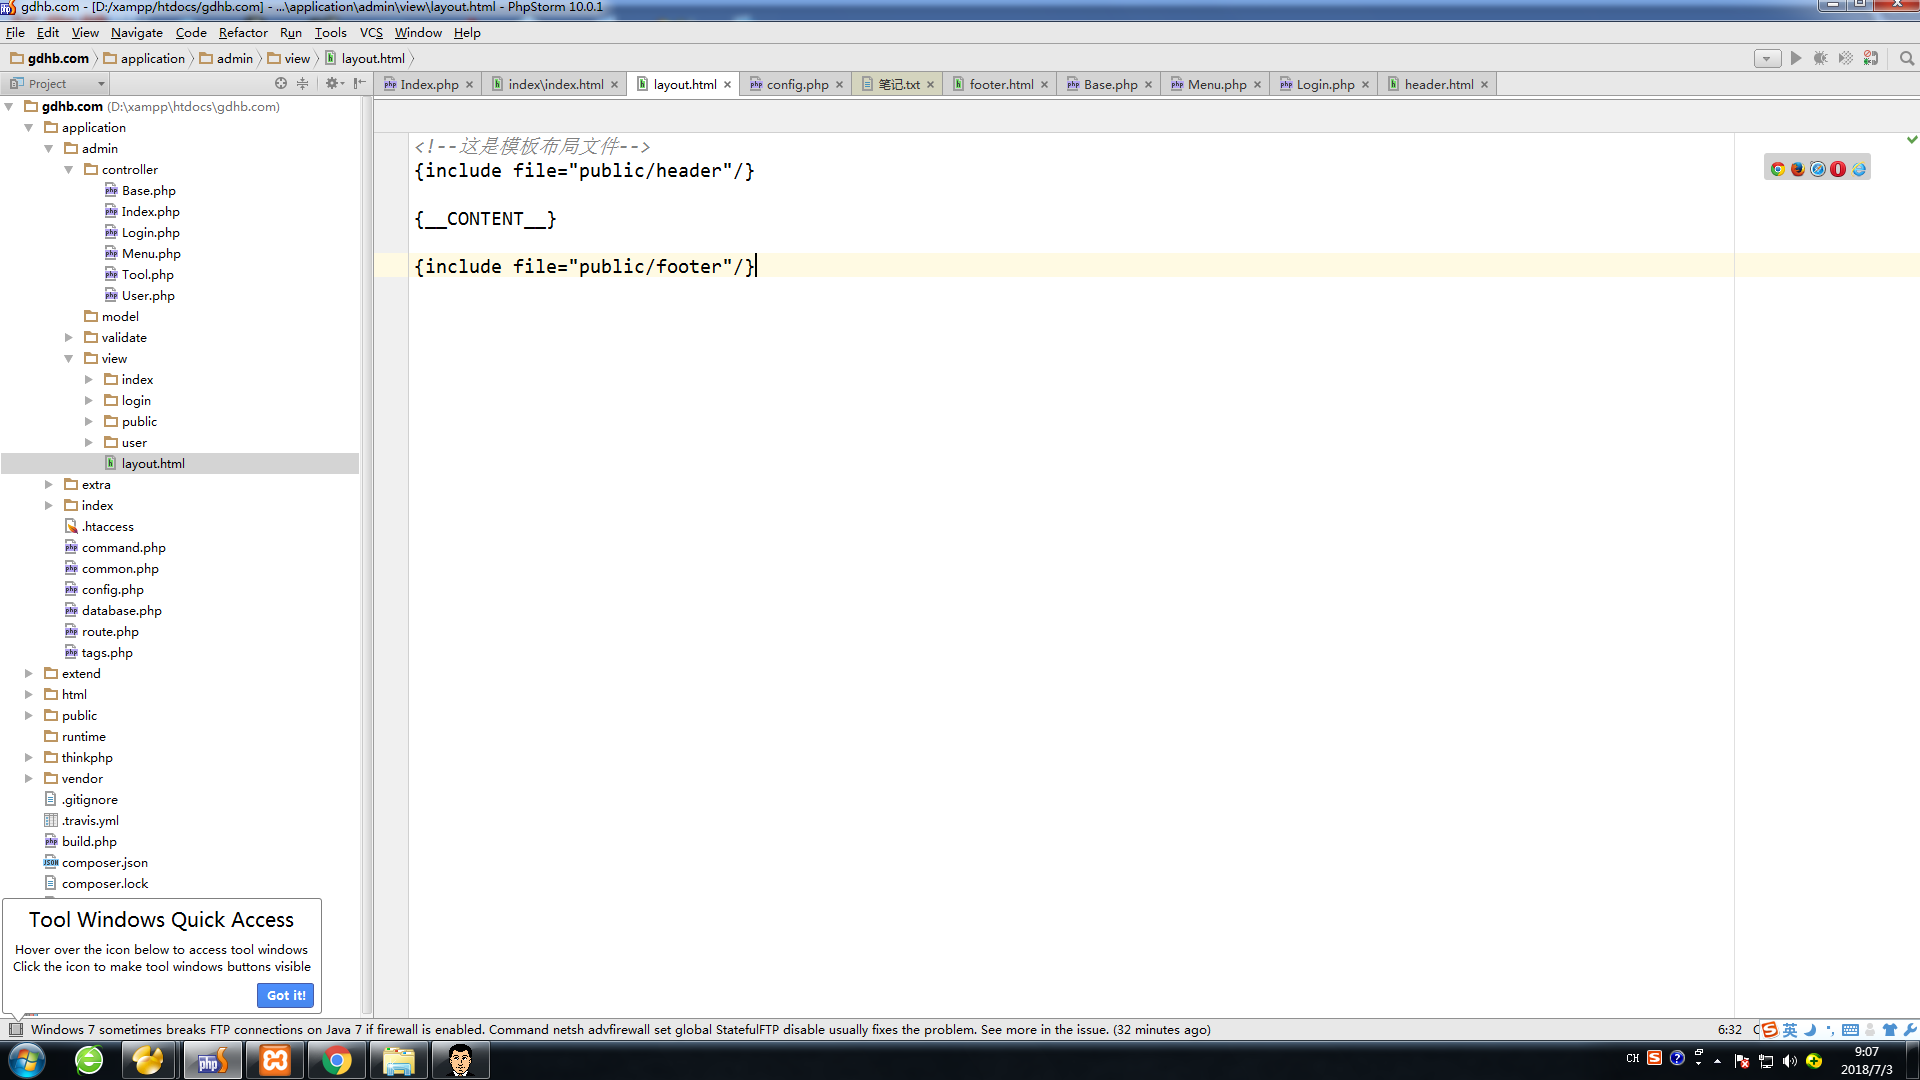 gdhb.com - [D:/xampp/htdocs/gdhb.com] - ...\application\admin\view\layout.html - PhpStorm 10.0.1
File Edit View Navigate Code Refactor Run Tools VCS Window Help
gdhb.com application admin view layout.html
Project
Index.php index\index.html layout.html config.php 笔记.txt footer.html Base.php Menu.php Login.php header.html
gdhb.com (D:\xampp\htdocs\gdhb.com)
application
admin
controller
Base.php
Index.php
Login.php
Menu.php
Tool.php
User.php
model
validate
view
index
login
public
user
layout.html
extra
index
.htaccess
command.php
common.php
config.php
database.php
route.php
tags.php
extend
html
public
runtime
thinkphp
vendor
.gitignore
.travis.yml
build.php
composer.json
composer.lock
<!--这是模板布局文件-->
{include file="public/header"/}
{__CONTENT__}
{include file="public/footer"/}
Tool Windows Quick Access
Hover over the icon below to access tool windows
Click the icon to make tool windows buttons visible
Got it!
Windows 7 sometimes breaks FTP connections on Java 7 if firewall is enabled. Command netsh advfirewall set global StatefulFTP disable usually fixes the problem. See more in the issue. (32 minutes ago)
6:32
英
CH
9:07
2018/7/3